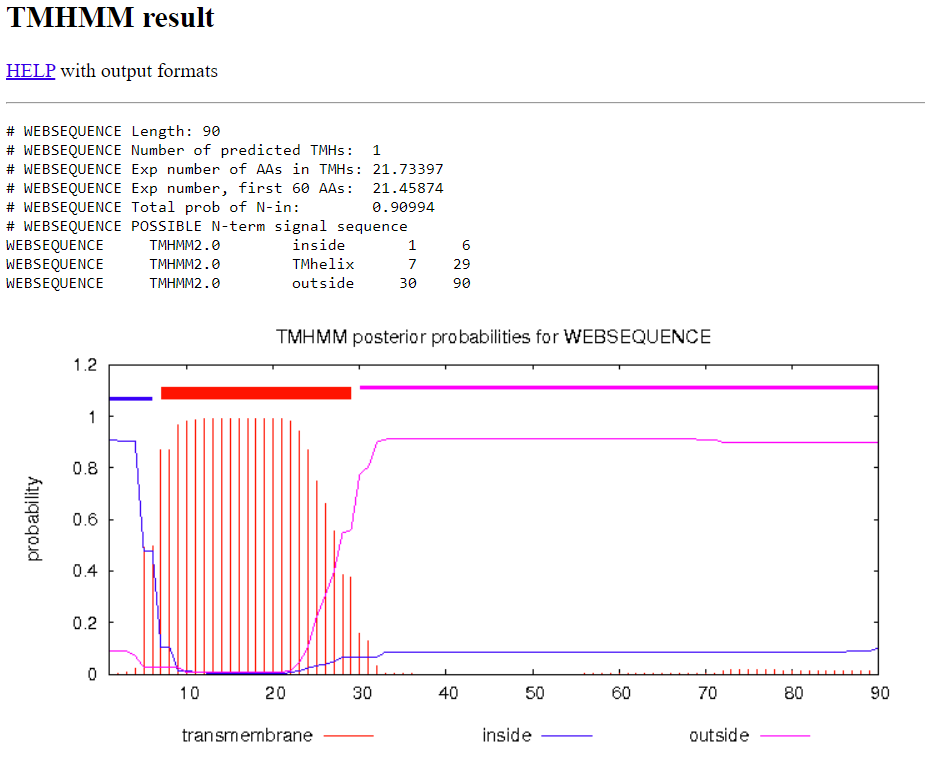 TMHMM result
HELP with output formats
# WEBSEQUENCE Length: 90
# WEBSEQUENCE Number of predicted TMHs:  1
# WEBSEQUENCE Exp number of AAs in TMHs: 21.73397
# WEBSEQUENCE Exp number, first 60 AAs:  21.45874
# WEBSEQUENCE Total prob of N-in:        0.90994
# WEBSEQUENCE POSSIBLE N-term signal sequence
WEBSEQUENCE     TMHMM2.0        inside       1     6
WEBSEQUENCE     TMHMM2.0        TMhelix      7    29
WEBSEQUENCE     TMHMM2.0        outside     30    90
TMHMM posterior probabilities for WEBSEQUENCE
1.2
1
0.8
0.6
0.4
0.2
0
probability
10 20 30 40 50 60 70 80 90
transmembrane inside outside